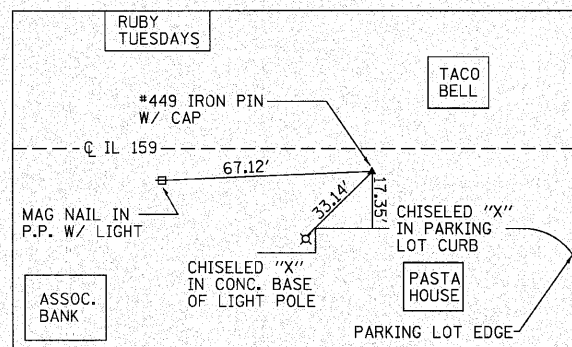 RUBY
TUESDAYS
TACO
BELL
#449 IRON PIN
W/ CAP
℄ IL 159
67.12'
17.35'
33.14'
MAG NAIL IN
P.P. W/ LIGHT
CHISELED "X"
IN PARKING
LOT CURB
CHISELED "X"
IN CONC. BASE
OF LIGHT POLE
PASTA
HOUSE
ASSOC.
BANK
PARKING LOT EDGE